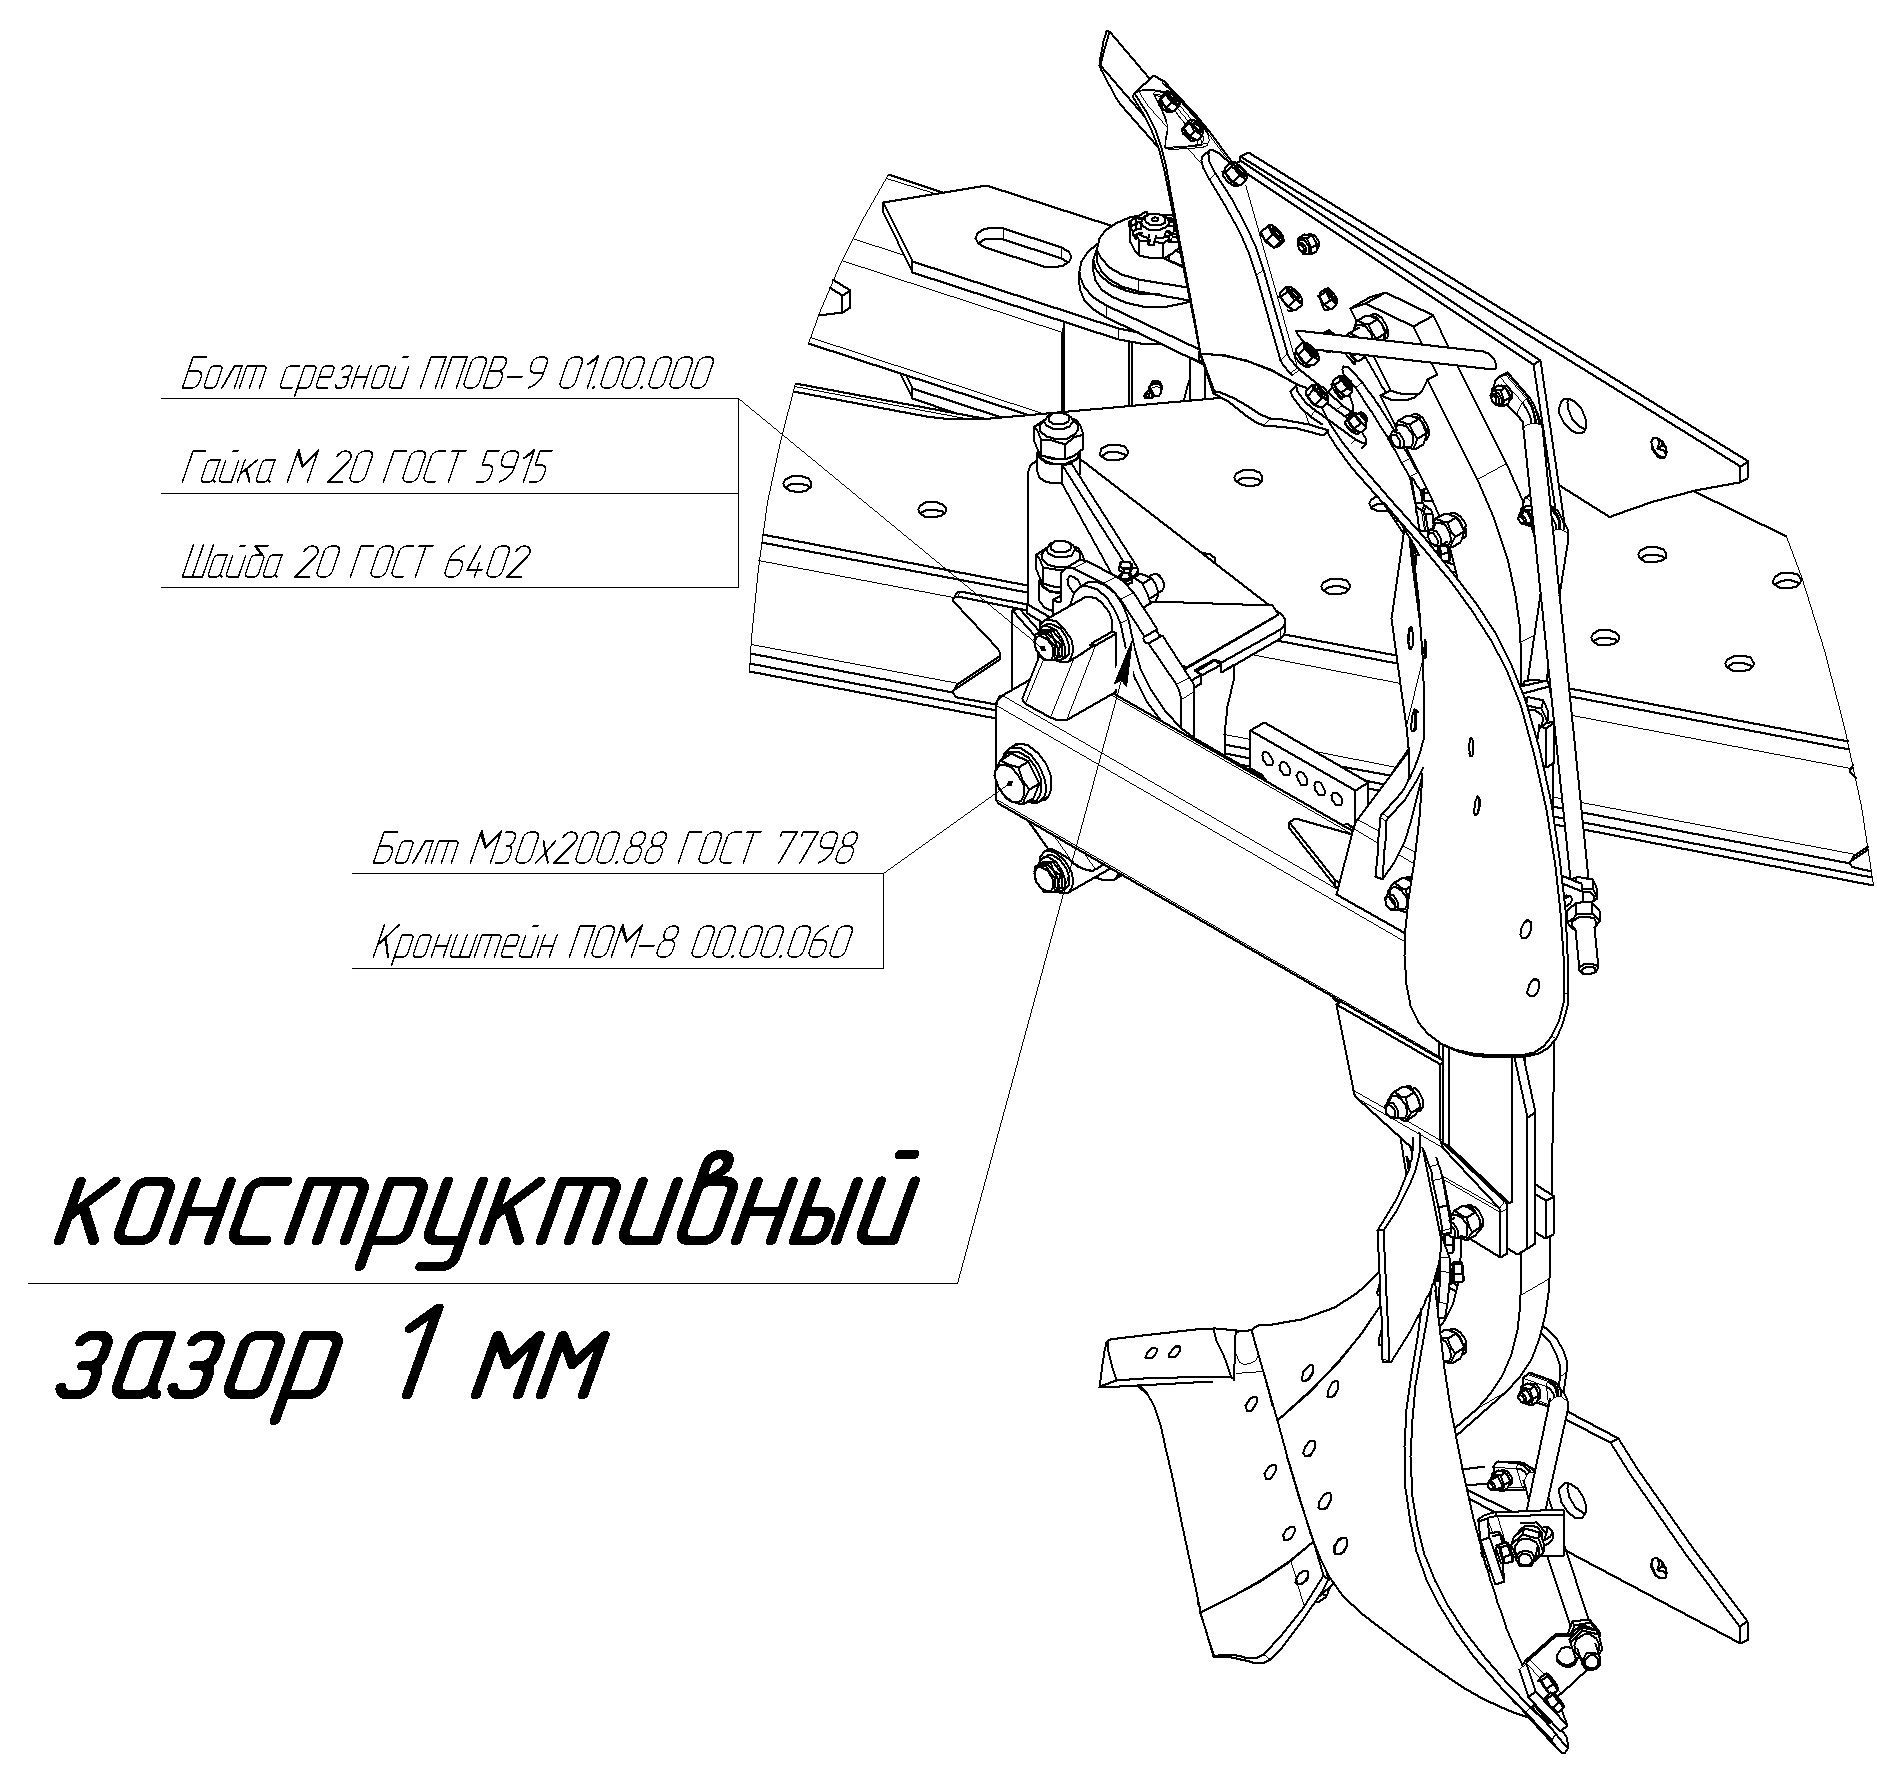 Болт срезной ППОВ-9 01.00.000
Гайка М 20 ГОСТ 5915
Шайба 20 ГОСТ 6402
Болт М30х200.88 ГОСТ 7798
Кронштейн ПОМ-8 00.00.060
конструктивный
зазор 1 мм